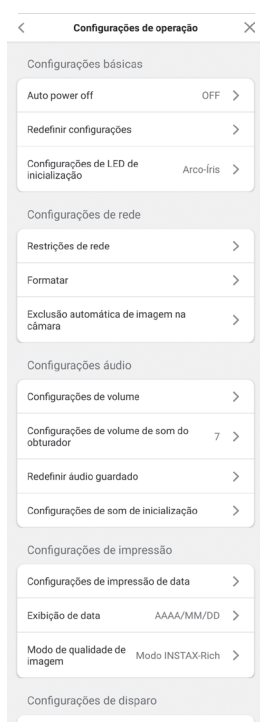 Configurações de operação
Configurações básicas
Auto power off OFF
Redefinir configurações
Configurações de LED de
inicialização Arco-Íris
Configurações de rede
Restrições de rede
Formatar
Exclusão automática de imagem na
câmara
Configurações áudio
Configurações de volume
Configurações de volume de som do
obturador 7
Redefinir áudio guardado
Configurações de som de inicialização
Configurações de impressão
Configurações de impressão de data
Exibição de data AAAA/MM/DD
Modo de qualidade de
imagem Modo INSTAX-Rich
Configurações de disparo